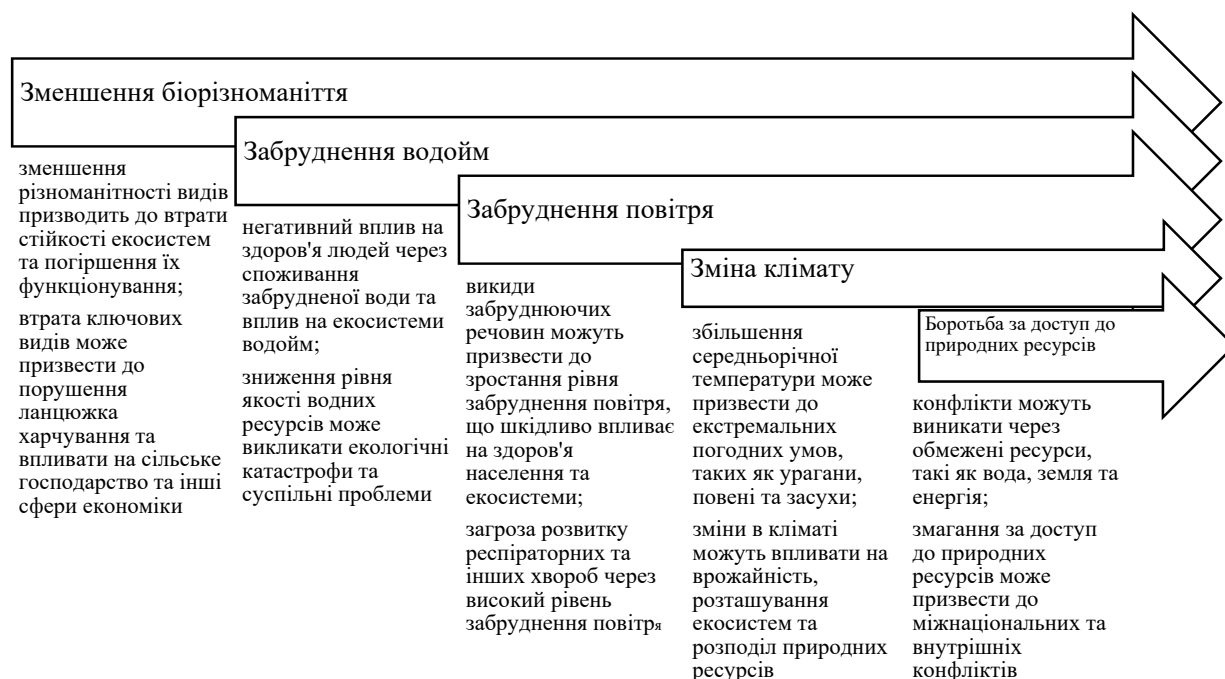 Зменшення біорізноманіття
зменшення
різноманітності видів
призводить до втрати
стійкості екосистем
та погіршення їх
функціонування;
втрата ключових
видів може
призвести до
порушення
ланцюжка
харчування та
впливати на сільське
господарство та інші
сфери економіки
Забруднення водойм
негативний вплив на
здоров'я людей через
споживання
забрудненої води та
вплив на екосистеми
водойм;
зниження рівня
якості водних
ресурсів може
викликати екологічні
катастрофи та
суспільні проблеми
Забруднення повітря
викиди
забруднюючих
речовин можуть
призвести до
зростання рівня
забруднення повітря,
що шкідливо впливає
на здоров'я
населення та
екосистеми;
загроза розвитку
респіраторних та
інших хвороб через
високий рівень
забруднення повітря
Зміна клімату
збільшення
середньорічної
температури може
призвести до
екстремальних
погодних умов,
таких як урагани,
повені та засухи;
зміни в кліматі
можуть впливати на
врожайність,
розташування
екосистем та
розподіл природних
ресурсів
Боротьба за доступ до
природних ресурсів
конфлікти можуть
виникати через
обмежені ресурси,
такі як вода, земля та
енергія;
змагання за доступ
до природних
ресурсів може
призвести до
міжнаціональних та
внутрішніх
конфліктів